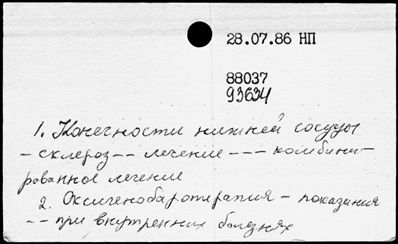 28.07.86 НП
88037
93634
1. Конечности нижней сосуды
- склероз -- лечение --- комбини-
рованное лечение
2. Оксигенобаротерапия - показания
-- при внутренних болезнях